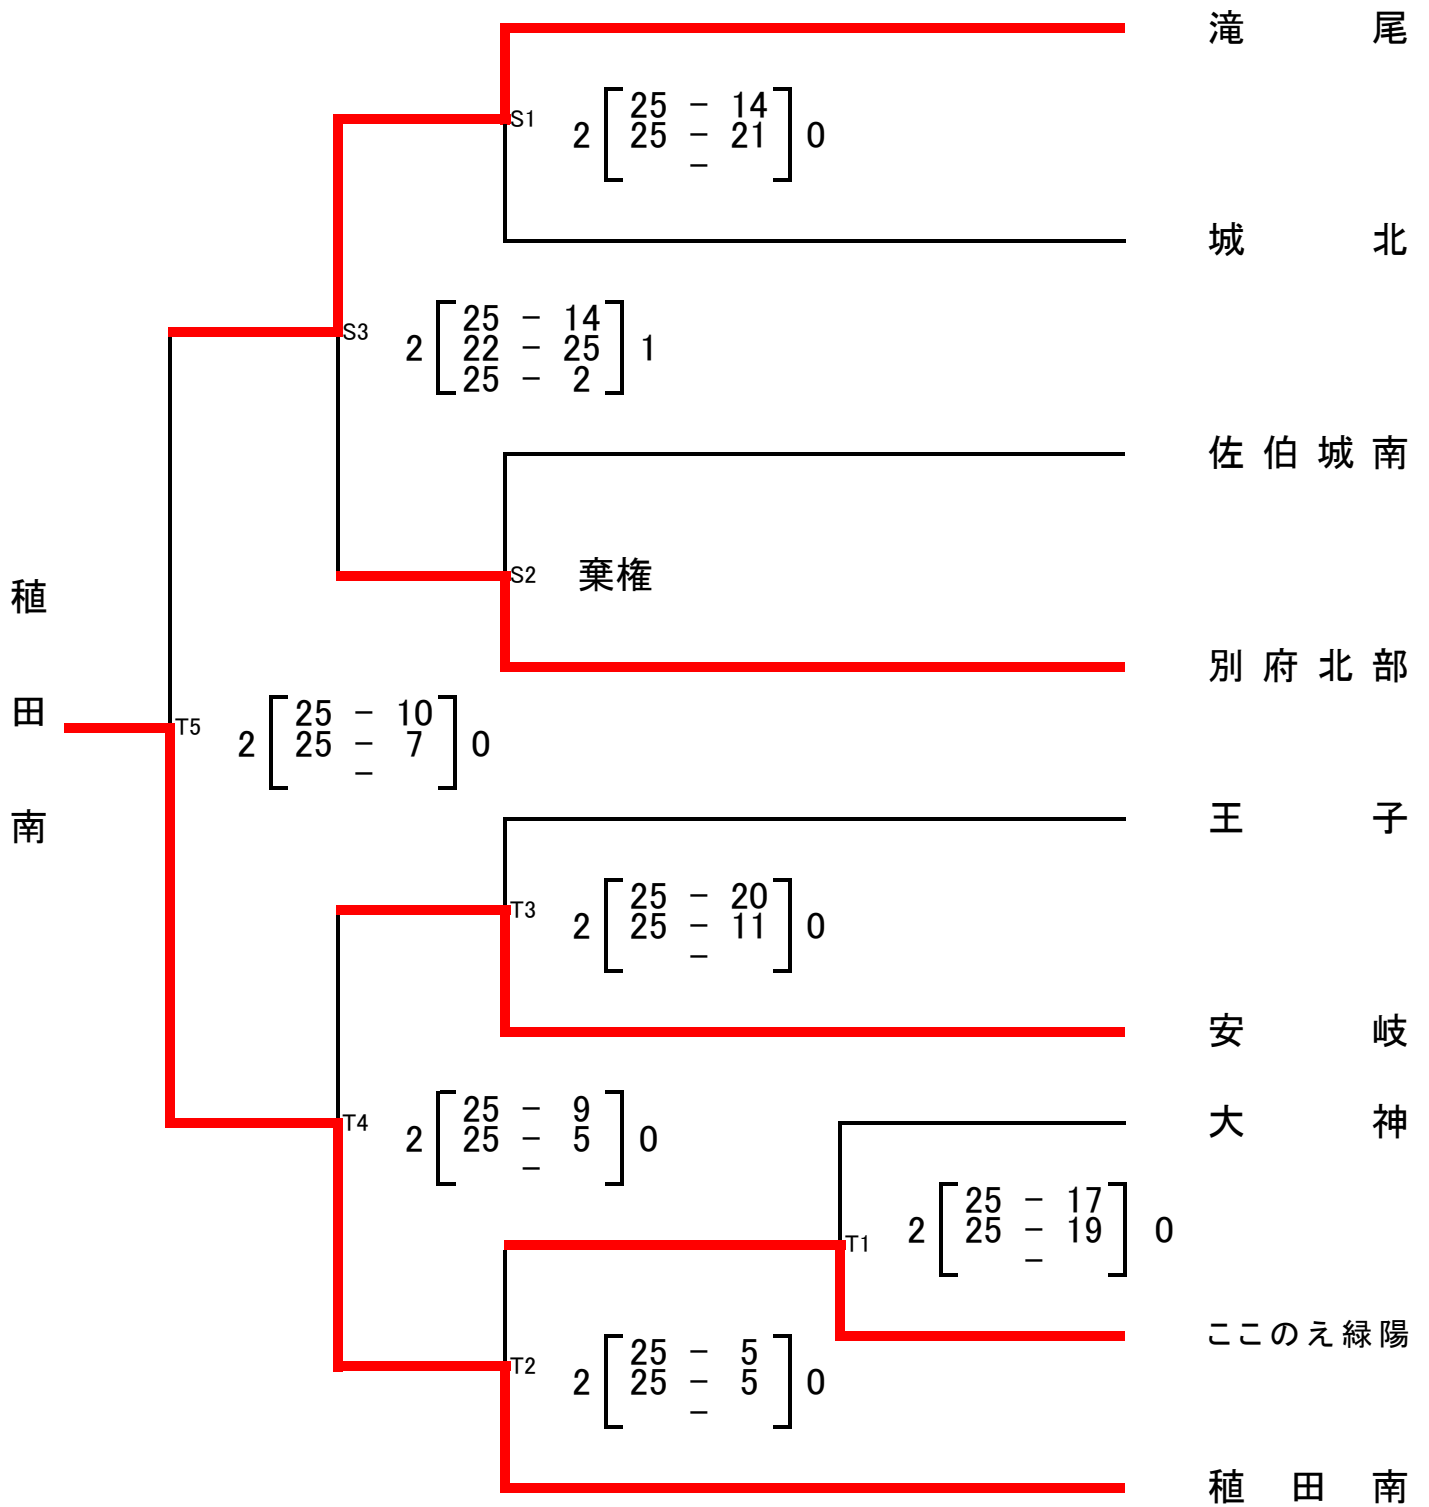 滝尾
S1
2 [ 25 － 14 ] 0
25 － 21
－
城北
S3
2 [ 25 － 14 ] 1
22 － 25
25 － 2
佐伯城南
S2 棄権
別府北部
稙田南
T5
2 [ 25 － 10 ] 0
25 － 7
－
王子
T3
2 [ 25 － 20 ] 0
25 － 11
－
安岐
T4
2 [ 25 － 9 ] 0
25 － 5
－
大神
T1
2 [ 25 － 17 ] 0
25 － 19
－
ここのえ緑陽
T2
2 [ 25 － 5 ] 0
25 － 5
－
稙田南